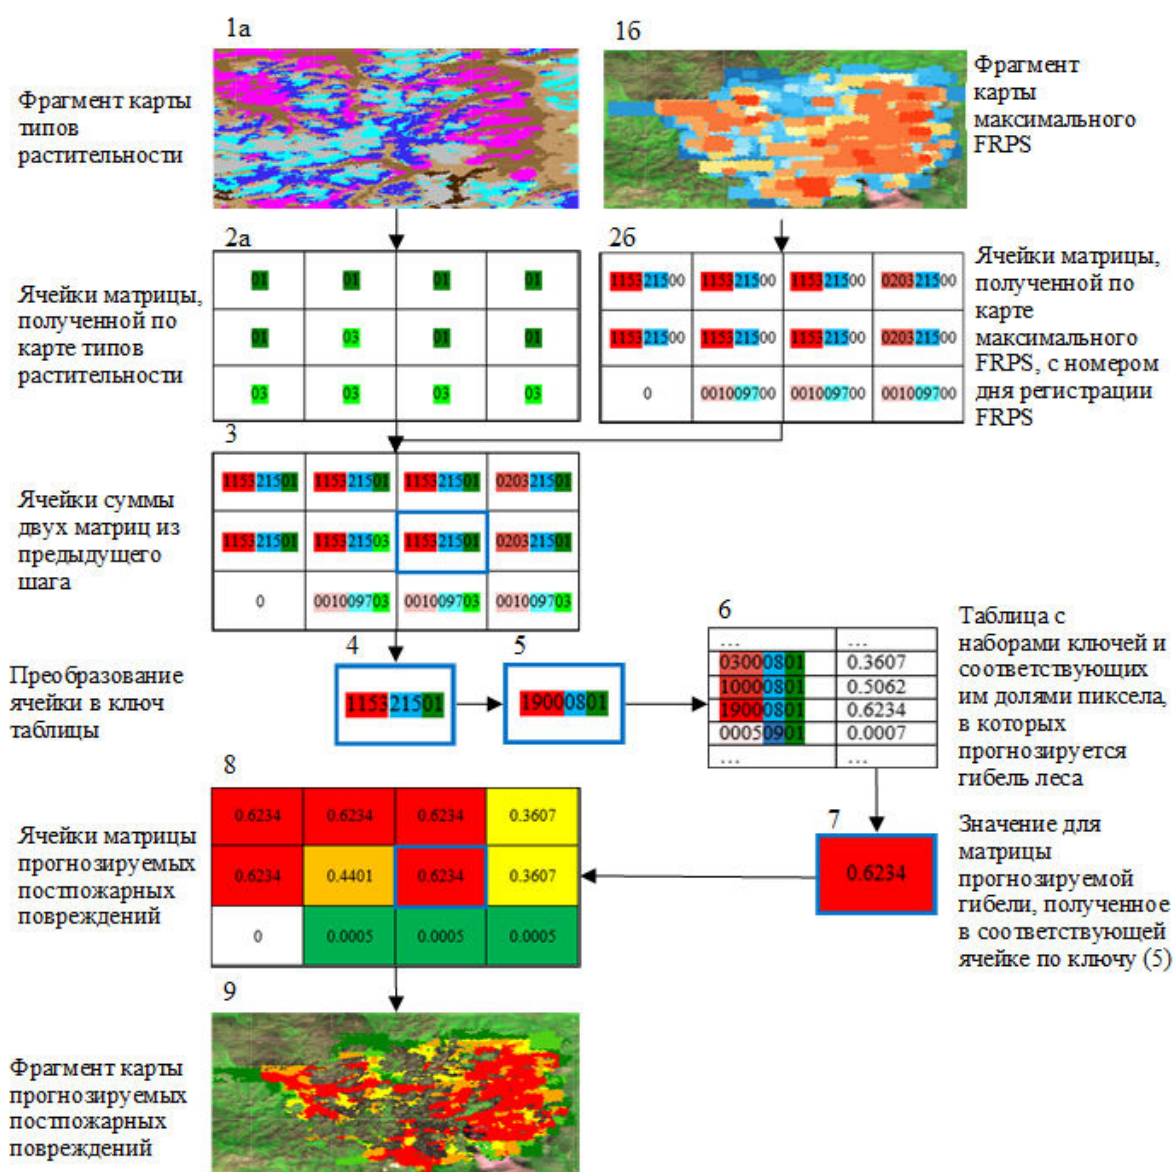 1а
1б
Фрагмент карты
типов
растительности
Фрагмент
карты
максимального
FRPS
2а
2б
Ячейки матрицы,
полученной по
карте типов
растительности
01 01 01 01
01 03 01 01
03 03 03 03
115321500 115321500 115321500 020321500
115321500 115321500 115321500 020321500
0 001009700 001009700 001009700
Ячейки матрицы,
полученной по
карте
максимального
FRPS, с номером
дня регистрации
FRPS
3
Ячейки суммы
двух матриц из
предыдущего
шага
115321501 115321501 115321501 020321501
115321501 115321503 115321501 020321501
0 001009703 001009703 001009703
4
5
6
Преобразование
ячейки в ключ
таблицы
115321501
19000801
... ...
03000801 0.3607
10000801 0.5062
19000801 0.6234
00050901 0.0007
... ...
Таблица с
наборами ключей и
соответствующих
им долями пиксела,
в которых
прогнозируется
гибель леса
7
0.6234
Значение для
матрицы
прогнозируемой
гибели, полученное
в соответствующей
ячейке по ключу (5)
8
Ячейки матрицы
прогнозируемых
постпожарных
повреждений
0.6234 0.6234 0.6234 0.3607
0.6234 0.4401 0.6234 0.3607
0 0.0005 0.0005 0.0005
9
Фрагмент карты
прогнозируемых
постпожарных
повреждений